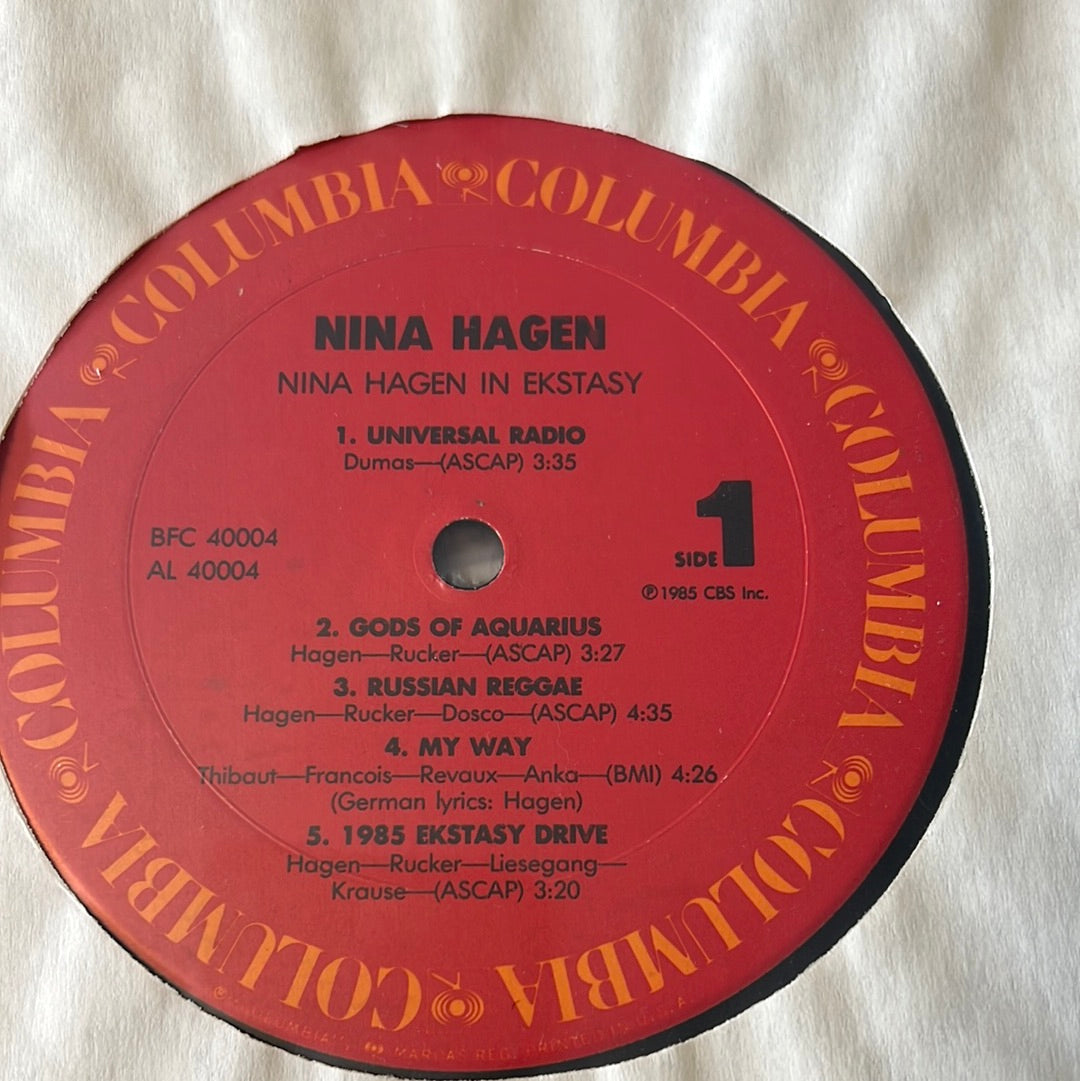 COLUMBIA COLUMBIA COLUMBIA COLUMBIA COLUMBIA COLUMBIA COLUMBIA COLUMBIA
NINA HAGEN
NINA HAGEN IN EKSTASY
1. UNIVERSAL RADIO
Dumas—(ASCAP) 3:35
BFC 40004
AL 40004
SIDE 1
℗1985 CBS Inc.
2. GODS OF AQUARIUS
Hagen—Rucker—(ASCAP) 3:27
3. RUSSIAN REGGAE
Hagen—Rucker—Dosco—(ASCAP) 4:35
4. MY WAY
Thibaut—Francois—Revaux—Anka—(BMI) 4:26
(German lyrics: Hagen)
5. 1985 EKSTASY DRIVE
Hagen—Rucker—Liesegang—
Krause—(ASCAP) 3:20
MARCAS REG.